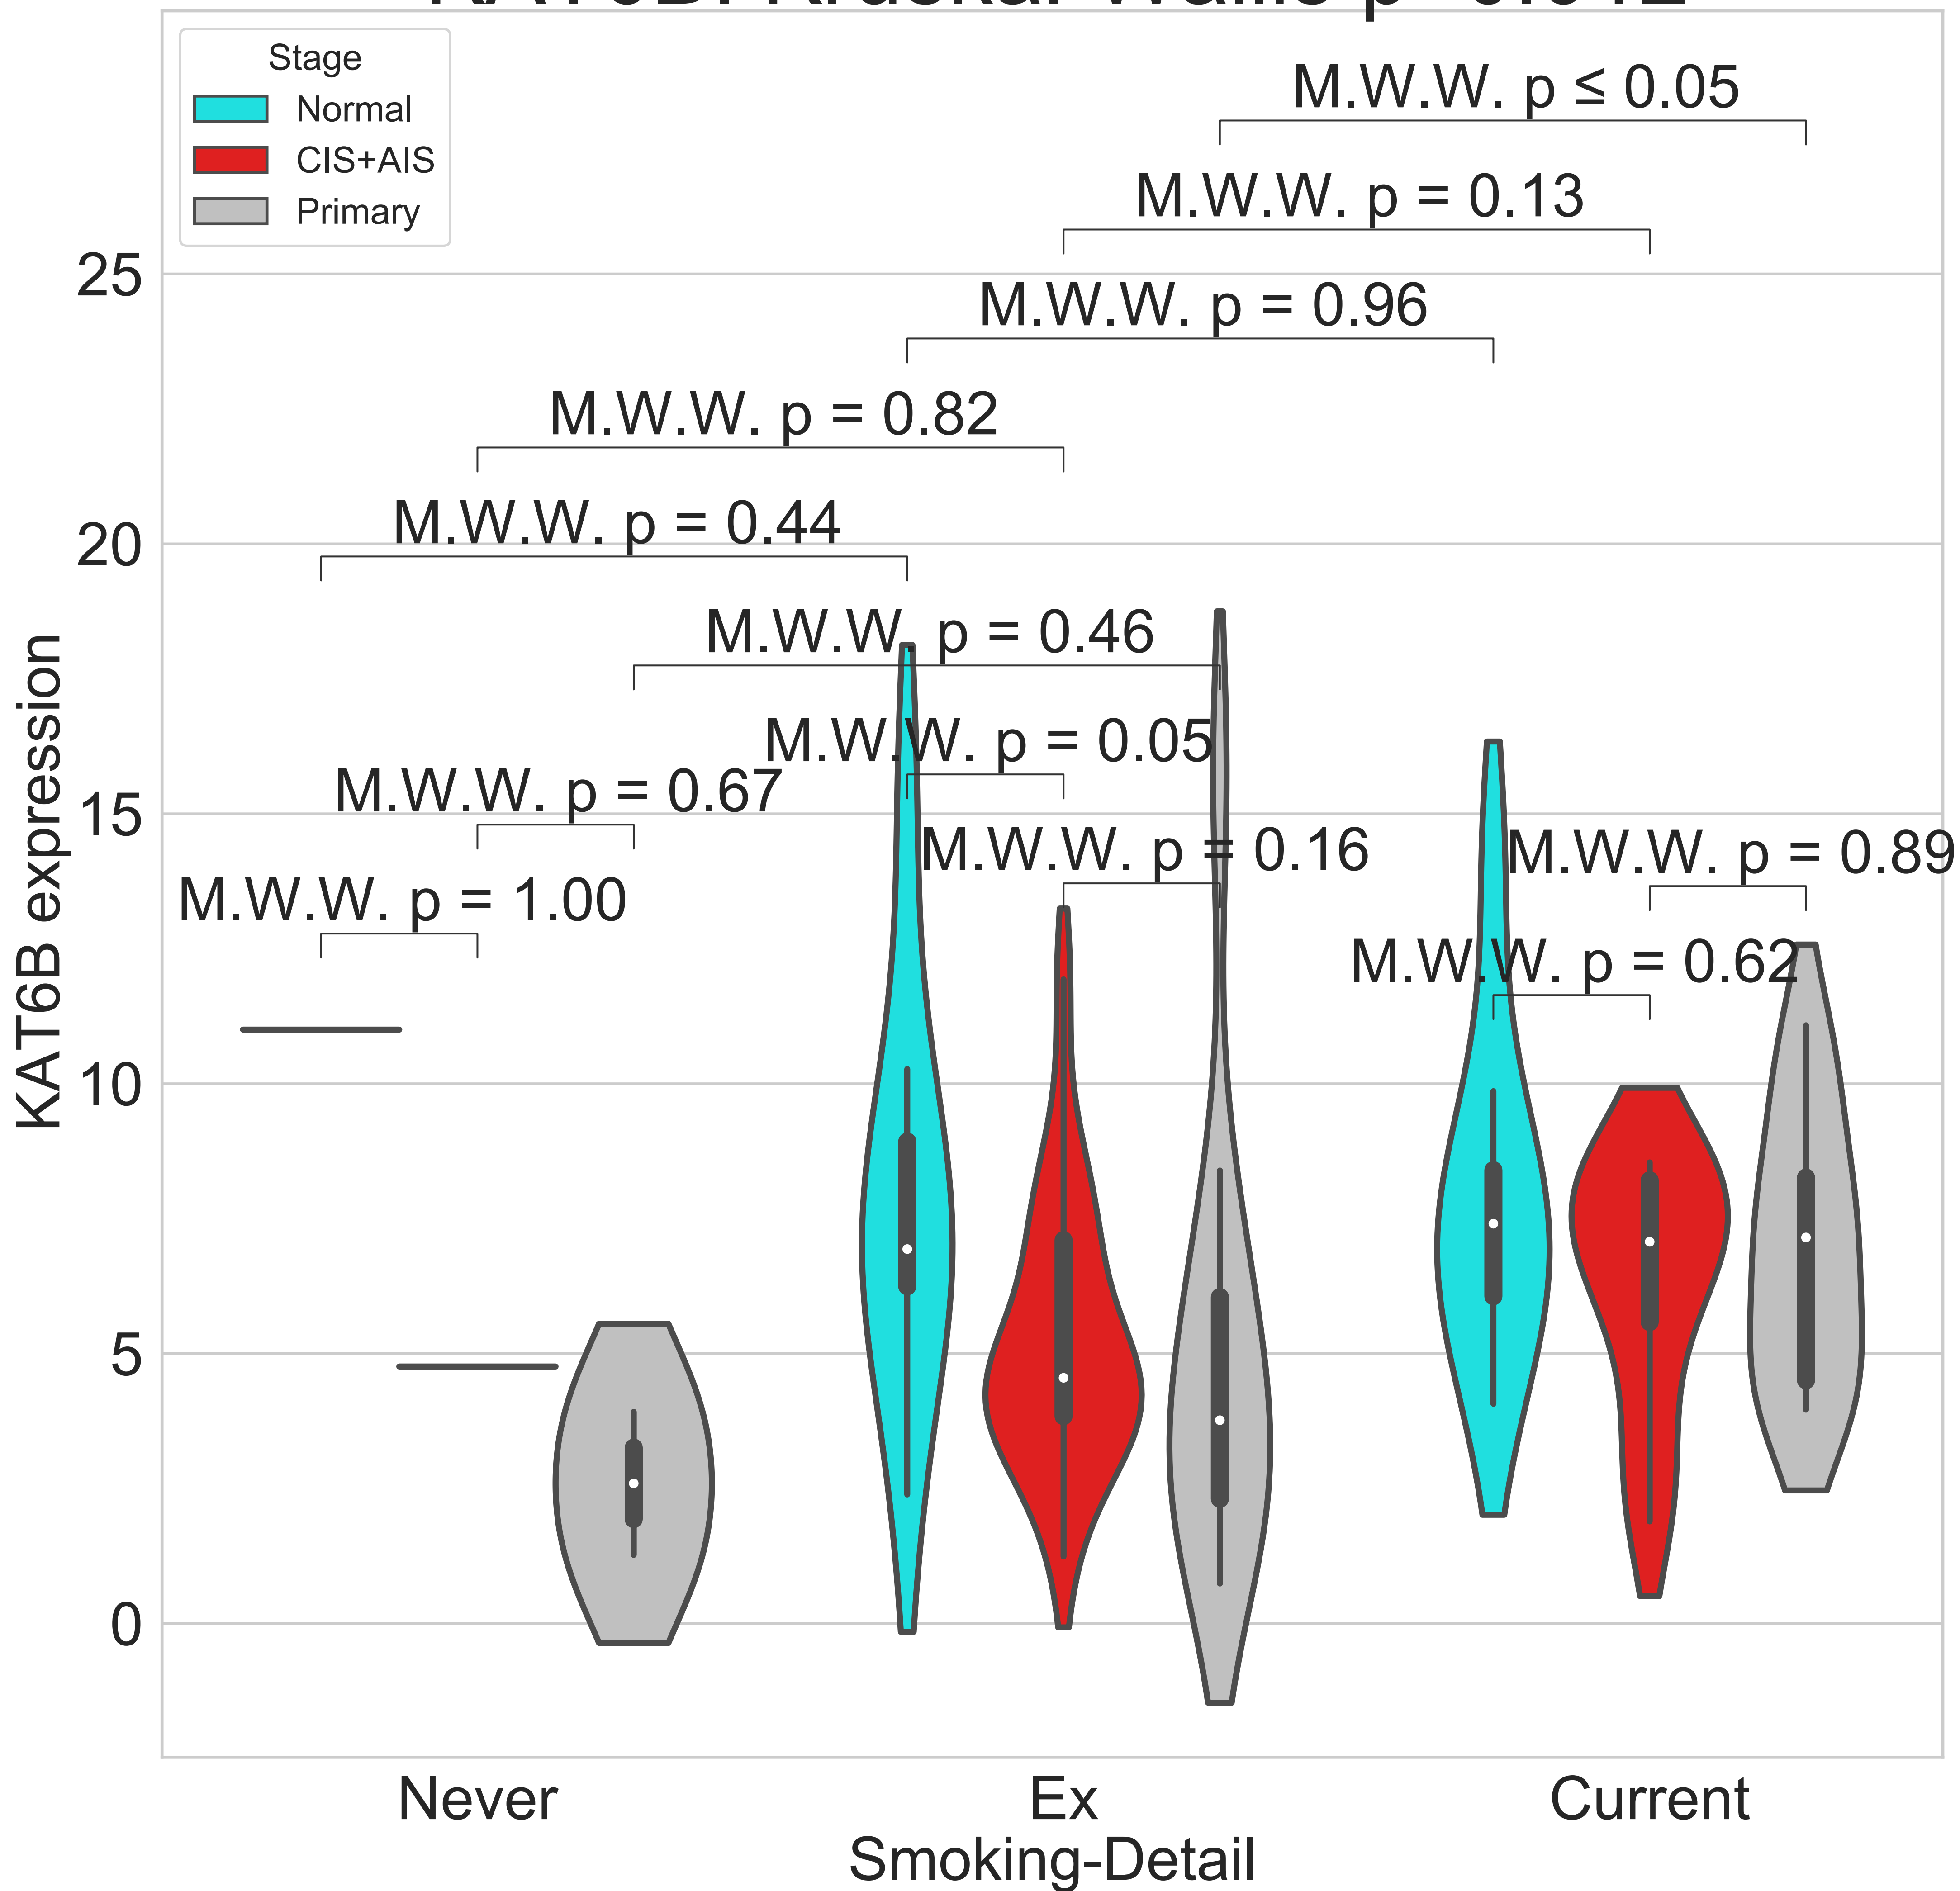 Stage
Normal
CIS+AIS
Primary
M.W.W. p ≤ 0.05
M.W.W. p = 0.13
M.W.W. p = 0.96
M.W.W. p = 0.82
M.W.W. p = 0.44
M.W.W. p = 0.46
M.W.W. p = 0.05
M.W.W. p = 0.67
M.W.W. p = 0.16
M.W.W. p = 0.89
M.W.W. p = 1.00
M.W.W. p = 0.62
KAT6B expression
25
20
15
10
5
0
Never
Ex
Current
Smoking-Detail